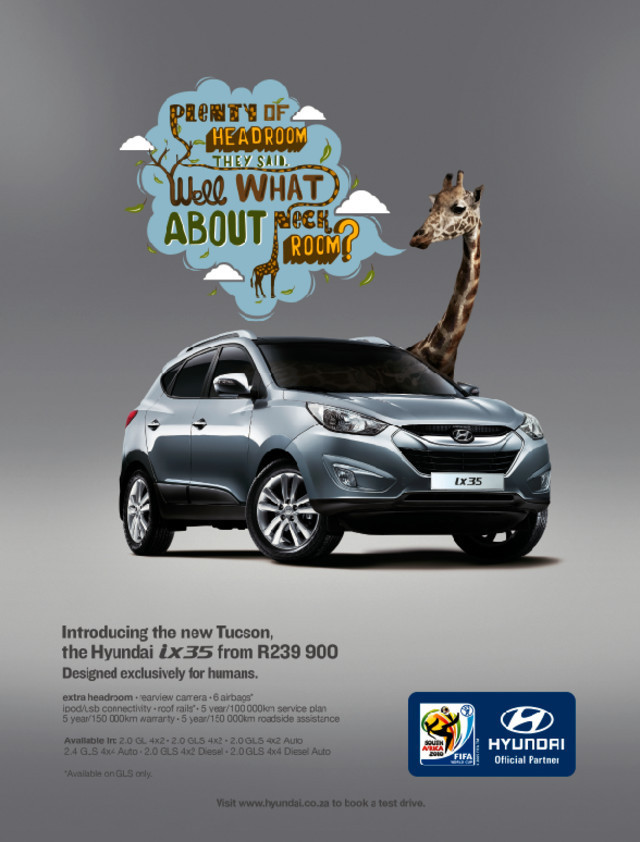 PLENTY OF
HEADROOM
THEY SAID.
Well WHAT
ABOUT NECK
ROOM?
ix35
Introducing the new Tucson,
the Hyundai ix35 from R239 900
Designed exclusively for humans.
extra headroom • rearview camera • 6 airbags*
ipod/usb connectivity • roof rails* • 5 year/100 000km service plan
5 year/150 000km warranty • 5 year/150 000km roadside assistance
Available in: 2.0 GL 4x2 • 2.0 GLS 4x2 • 2.0 GLS 4x2 Auto
2.4 GLS 4x4 Auto • 2.0 GLS 4x2 Diesel • 2.0 GLS 4x4 Diesel Auto
*Available on GLS only.
SOUTH
AFRICA
2010
FIFA
WORLD CUP
HYUNDAI
Official Partner
Visit www.hyundai.co.za to book a test drive.